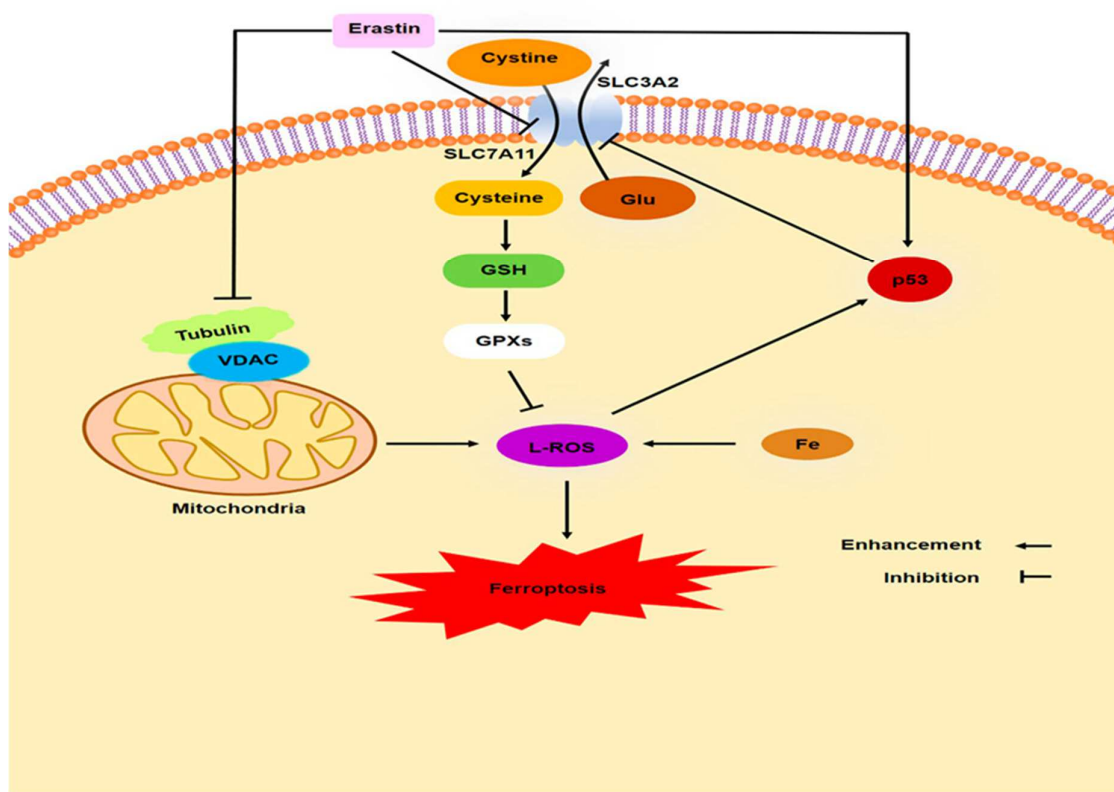 Erastin
Cystine
SLC3A2
SLC7A11
Cysteine
Glu
GSH
p53
Tubulin
GPXs
VDAC
L-ROS
Fe
Mitochondria
Enhancement
Inhibition
Ferroptosis